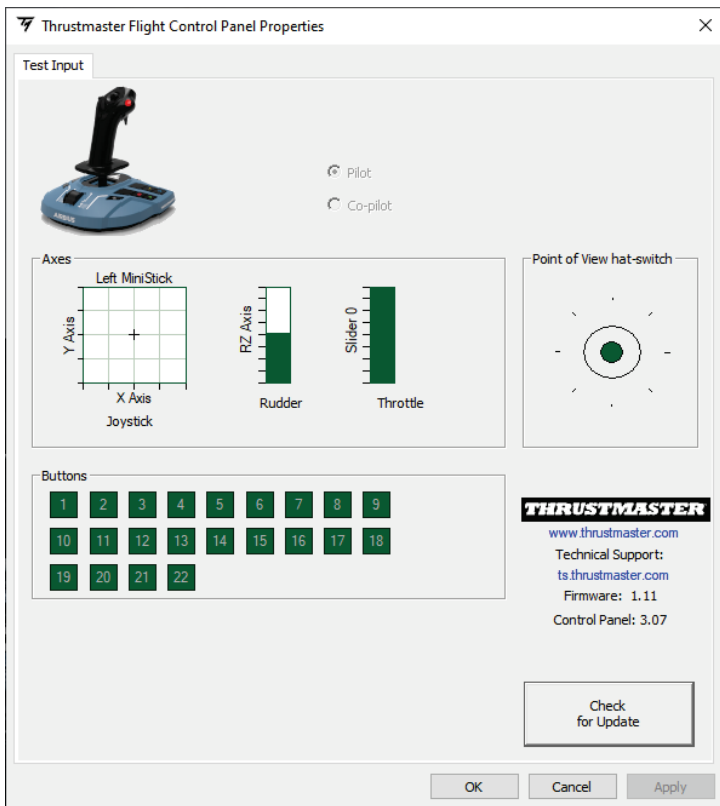 Thrustmaster Flight Control Panel Properties
Test Input
AIRBUS
Pilot
Co-pilot
Axes
Left MiniStick
Y Axis
X Axis
Joystick
RZ Axis
Rudder
Slider 0
Throttle
Point of View hat-switch
Buttons
1 2 3 4 5 6 7 8 9
10 11 12 13 14 15 16 17 18
19 20 21 22
THRUSTMASTER
www.thrustmaster.com
Technical Support:
ts.thrustmaster.com
Firmware: 1.11
Control Panel: 3.07
Check
for Update
OK Cancel Apply